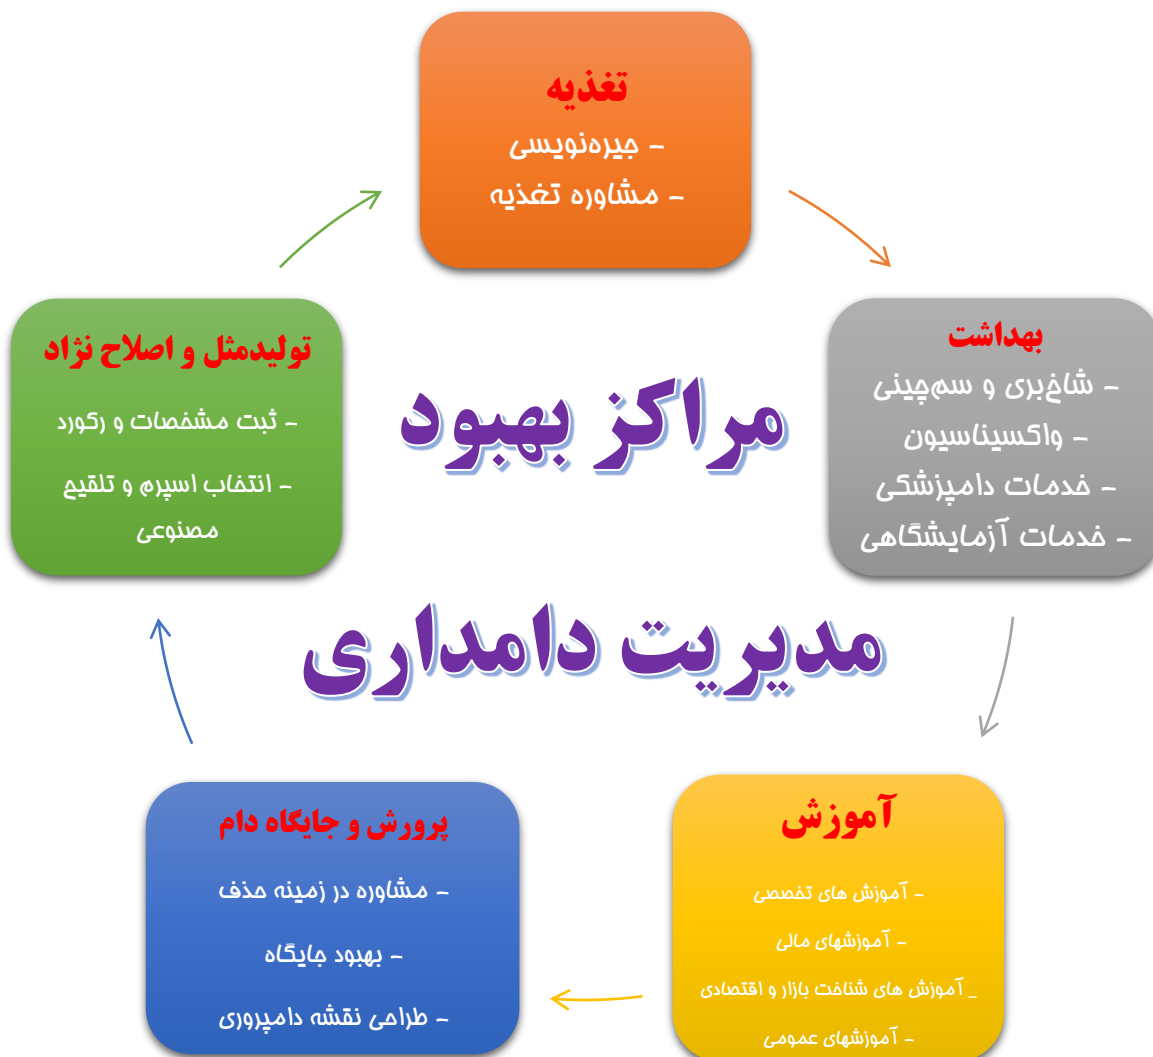 تغذیه
- جیره‌نویسی
- مشاوره تغذیه
بهداشت
- شاخ‌بری و سم‌چینی
- واکسیناسیون
- خدمات دامپزشکی
- خدمات آزمایشگاهی
تولیدمثل و اصلاح نژاد
- ثبت مشخصات و رکورد
- انتخاب اسپرم و تلقیح
مصنوعی
مراکز بهبود
مدیریت دامداری
آموزش
- آموزش های تخصصی
- آموزشهای مالی
_ آموزش های شناخت بازار و اقتصادی
- آموزشهای عمومی
پرورش و جایگاه دام
- مشاوره در زمینه حذف
- بهبود جایگاه
- طراحی نقشه دامپروری